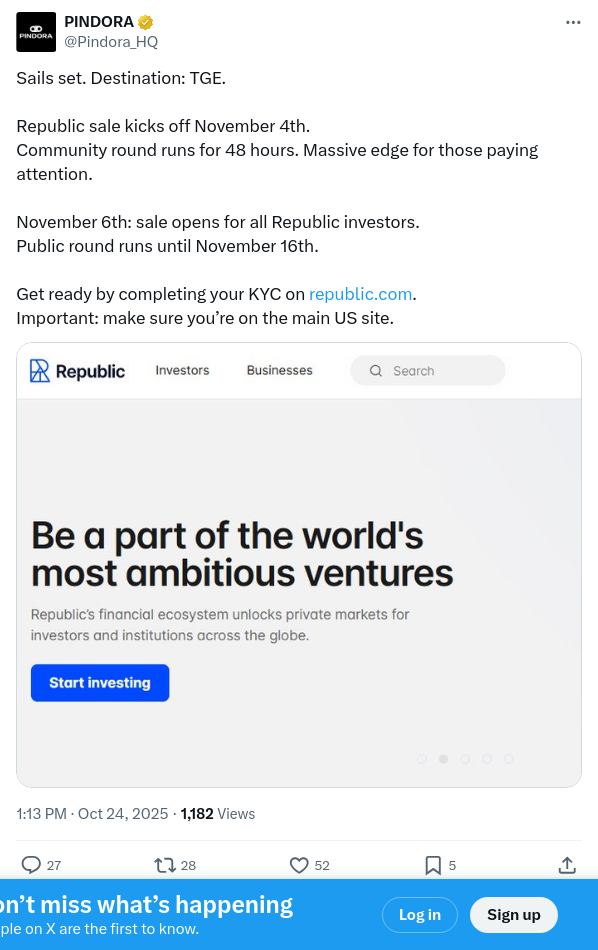 PINDORA
@Pindora_HQ
PINDORA
Sails set. Destination: TGE.
Republic sale kicks off November 4th.
Community round runs for 48 hours. Massive edge for those paying
attention.
November 6th: sale opens for all Republic investors.
Public round runs until November 16th.
Get ready by completing your KYC on republic.com.
Important: make sure you’re on the main US site.
Republic Investors Businesses Search
Be a part of the world's
most ambitious ventures
Republic's financial ecosystem unlocks private markets for
investors and institutions across the globe.
Start investing
1:13 PM · Oct 24, 2025 · 1,182 Views
27 28 52 5
on’t miss what’s happening
ple on X are the first to know.
Log in
Sign up